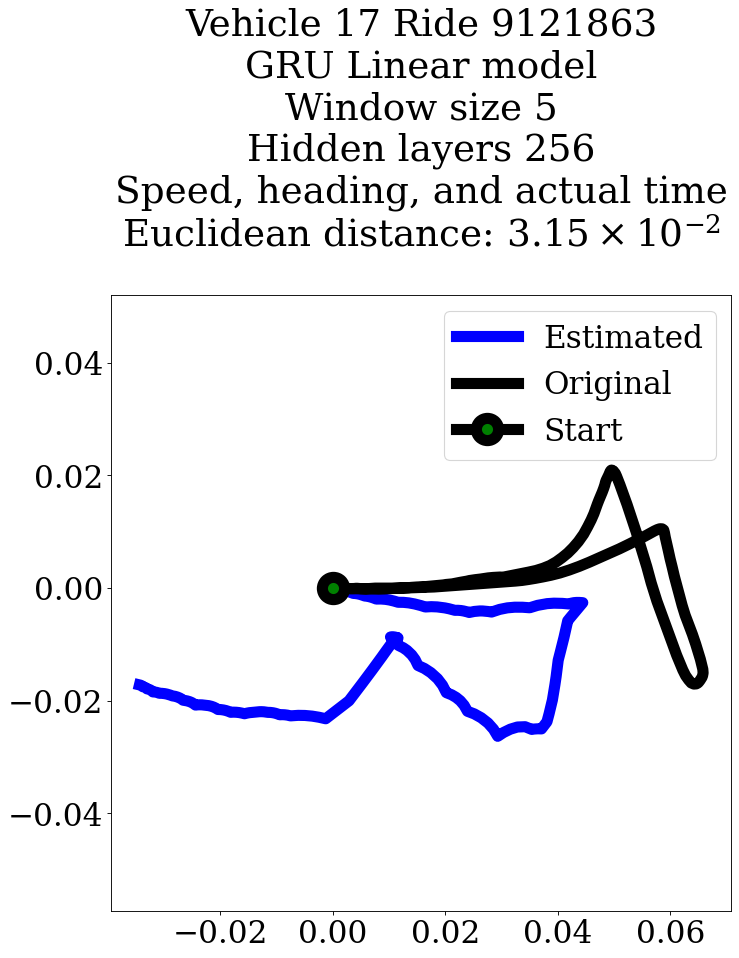 Vehicle 17 Ride 9121863
GRU Linear model
Window size 5
Hidden layers 256
Speed, heading, and actual time
Euclidean distance: 3.15 × 10⁻²
Estimated
Original
Start
0.04
0.02
0.00
−0.02
−0.04
−0.02 0.00 0.02 0.04 0.06